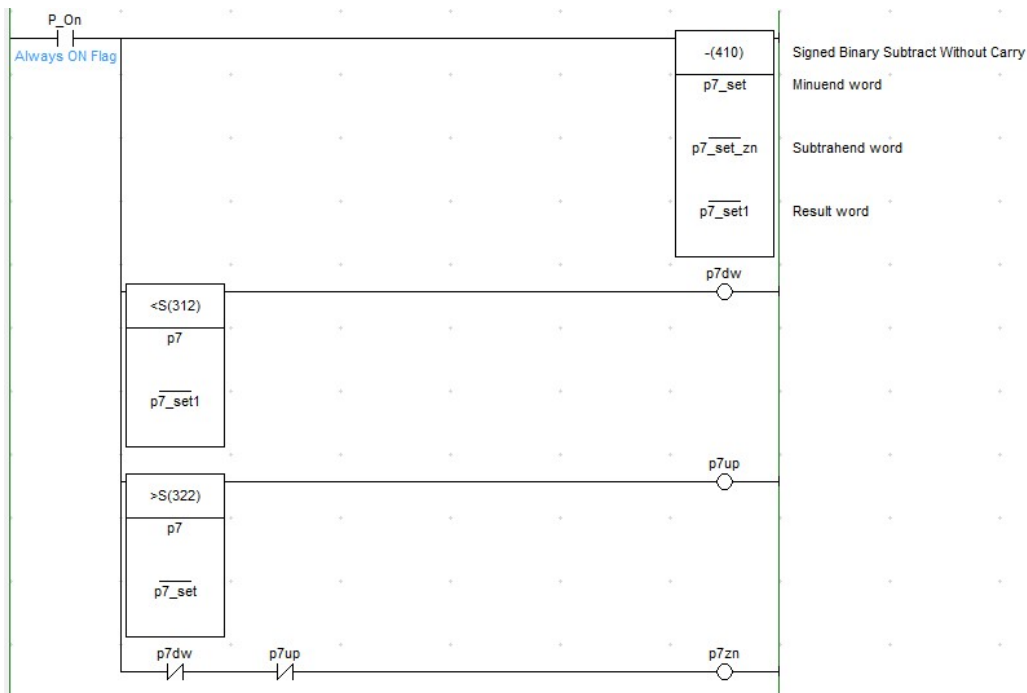 P_On
Always ON Flag
-(410)
Signed Binary Subtract Without Carry
p7_set
Minuend word
p7_set_zn
Subtrahend word
p7_set1
Result word
p7dw
<S(312)
p7
p7_set1
p7up
>S(322)
p7
p7_set
p7dw
p7up
p7zn